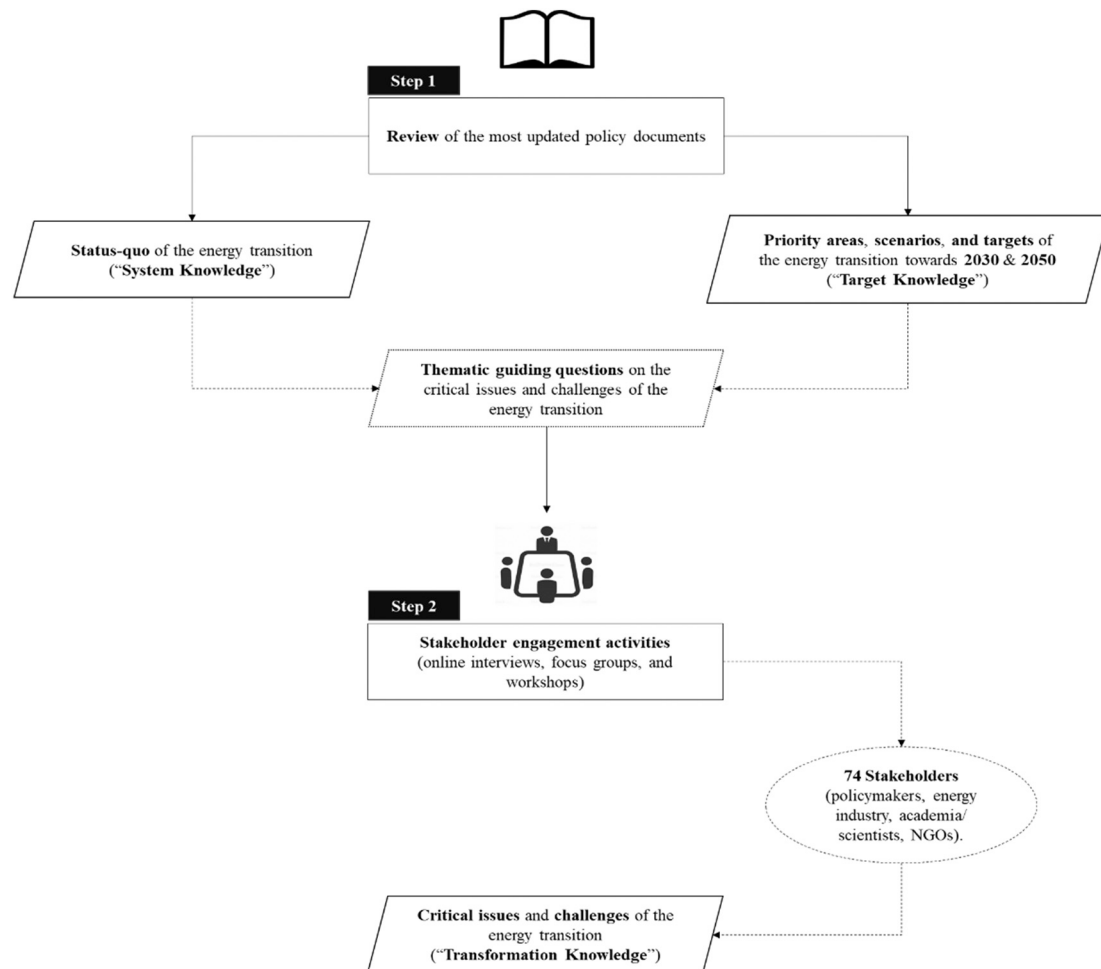 Step 1
Review of the most updated policy documents
Status-quo of the energy transition
(“System Knowledge”)
Priority areas, scenarios, and targets of
the energy transition towards 2030 & 2050
(“Target Knowledge”)
Thematic guiding questions on the
critical issues and challenges of the
energy transition
Step 2
Stakeholder engagement activities
(online interviews, focus groups, and
workshops)
74 Stakeholders
(policymakers, energy
industry, academia/
scientists, NGOs).
Critical issues and challenges of the
energy transition
(“Transformation Knowledge”)